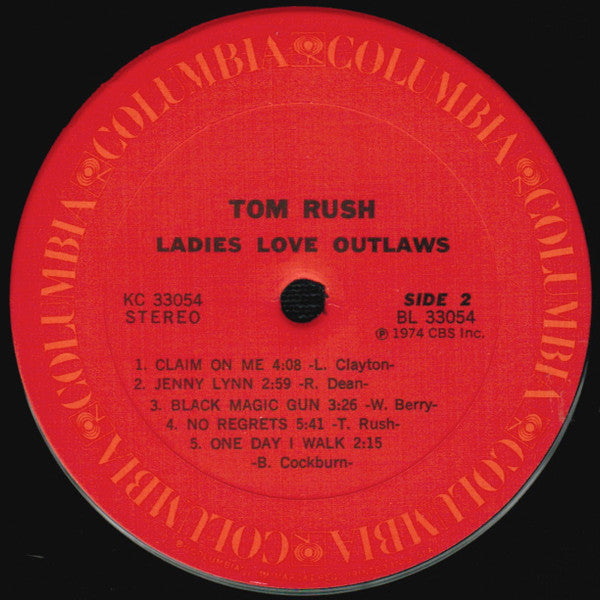 COLUMBIA COLUMBIA COLUMBIA COLUMBIA COLUMBIA COLUMBIA
TOM RUSH
LADIES LOVE OUTLAWS
KC 33054
STEREO
SIDE 2
BL 33054
℗ 1974 CBS Inc.
1. CLAIM ON ME 4:08 -L. Clayton-
2. JENNY LYNN 2:59 -R. Dean-
3. BLACK MAGIC GUN 3:26 -W. Berry-
4. NO REGRETS 5:41 -T. Rush-
5. ONE DAY I WALK 2:15
-B. Cockburn-